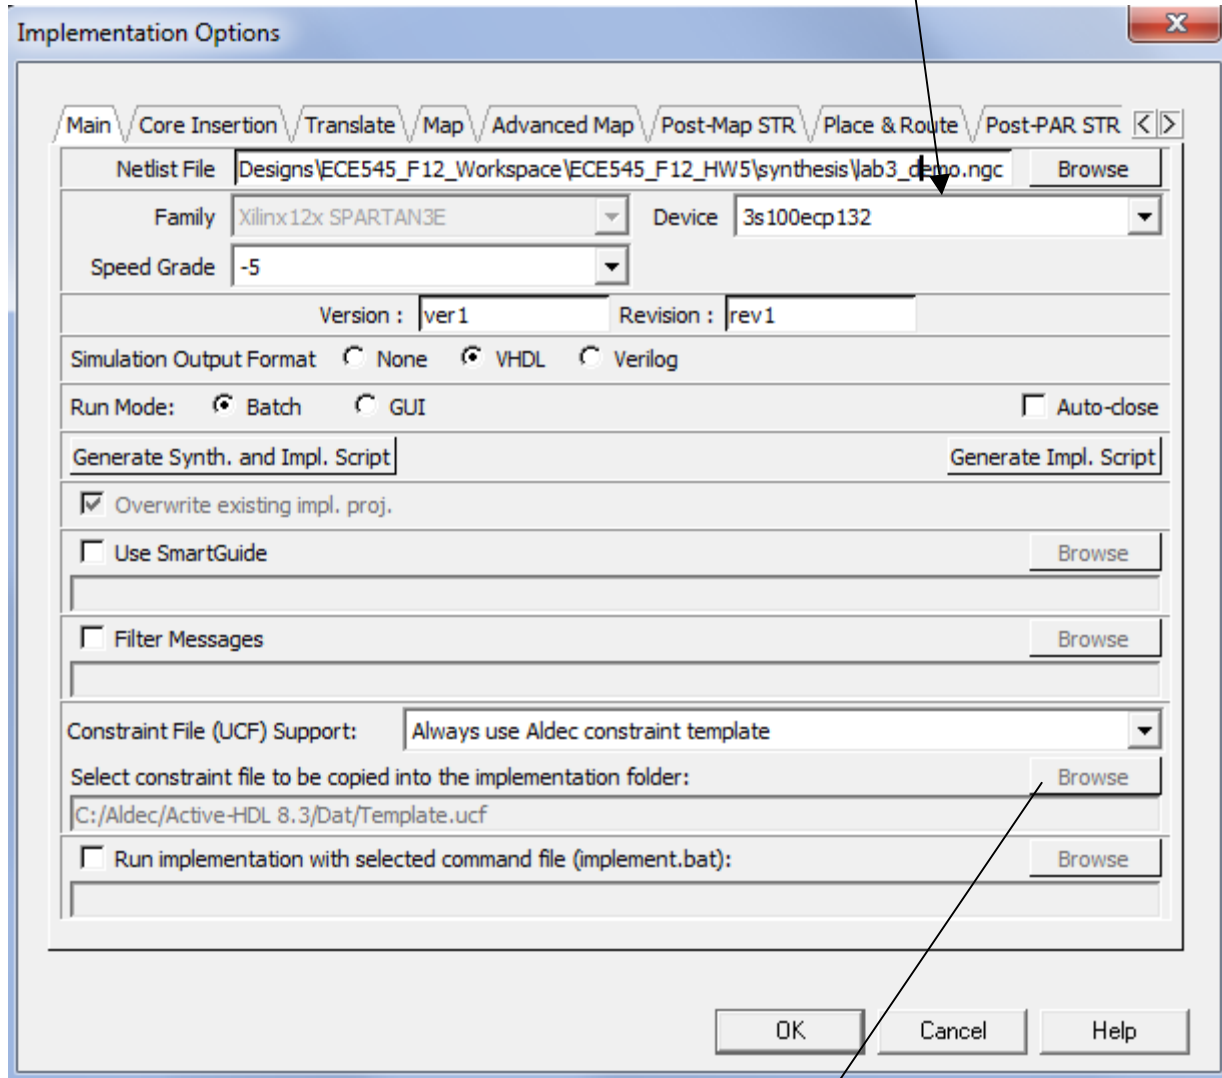 Implementation Options
Main Core Insertion Translate Map Advanced Map Post-Map STR Place & Route Post-PAR STR
Netlist File Designs\ECE545_F12_Workspace\ECE545_F12_HW5\synthesis\lab3_demo.ngc Browse
Family Xilinx12x SPARTAN3E Device 3s100ecp132
Speed Grade -5
Version : ver1 Revision : rev1
Simulation Output Format None VHDL Verilog
Run Mode: Batch GUI Auto-close
Generate Synth. and Impl. Script Generate Impl. Script
Overwrite existing impl. proj.
Use SmartGuide Browse
Filter Messages Browse
Constraint File (UCF) Support: Always use Aldec constraint template
Select constraint file to be copied into the implementation folder: Browse
C:/Aldec/Active-HDL 8.3/Dat/Template.ucf
Run implementation with selected command file (implement.bat): Browse
OK Cancel Help